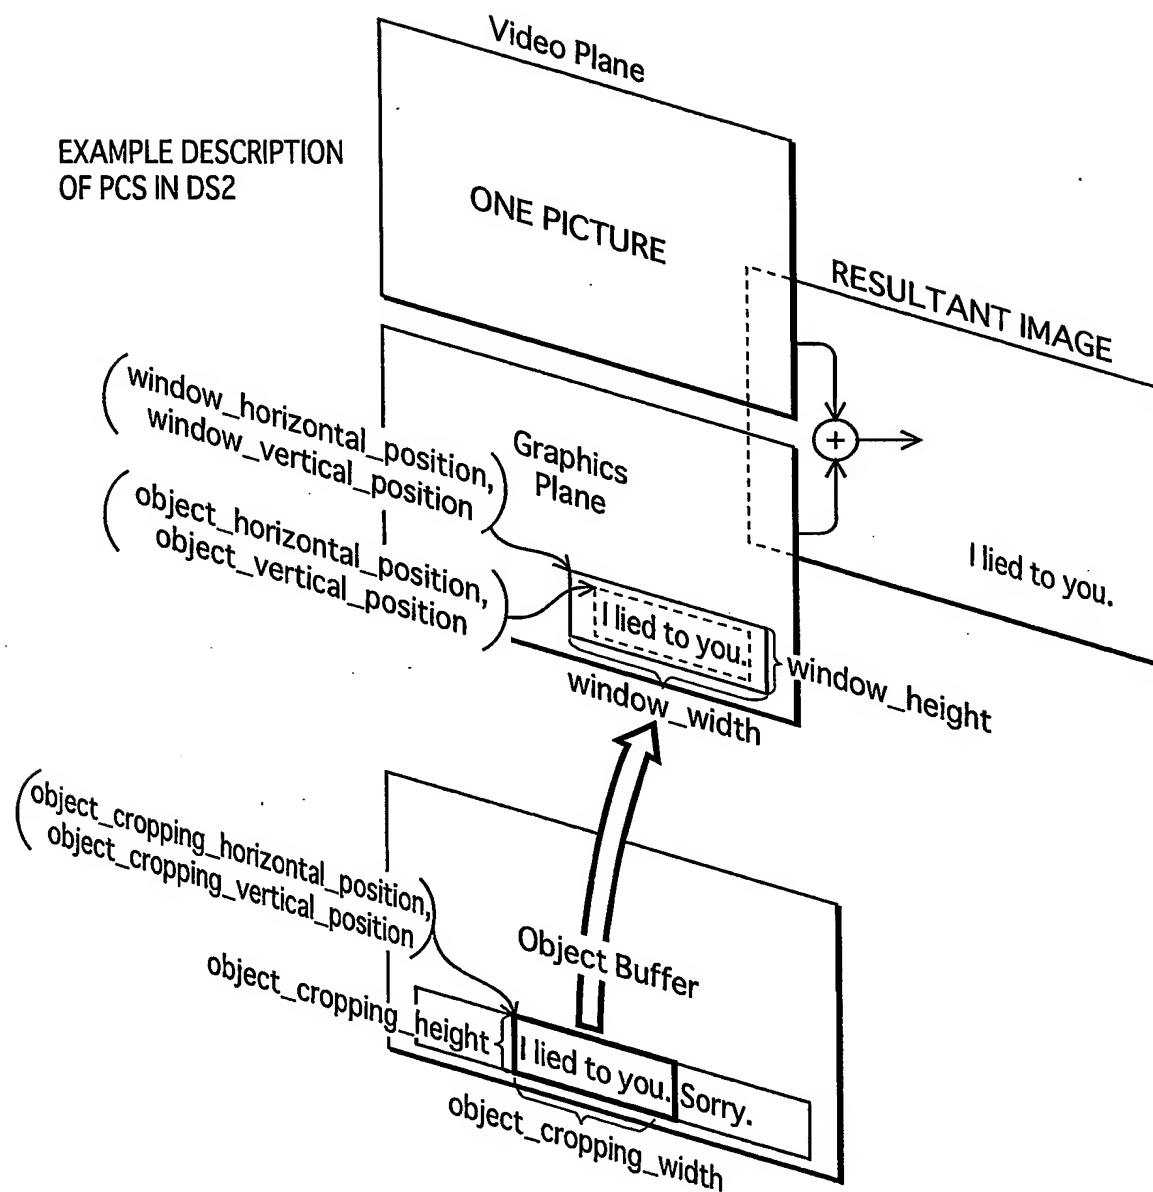 Video Plane
EXAMPLE DESCRIPTION
OF PCS IN DS2
ONE PICTURE
RESULTANT IMAGE
(window_horizontal_position,
window_vertical_position)
Graphics
Plane
+
(object_horizontal_position,
object_vertical_position)
I lied to you.
I lied to you.
window_height
window_width
(object_cropping_horizontal_position,
object_cropping_vertical_position)
Object Buffer
object_cropping_height
I lied to you. Sorry.
object_cropping_width